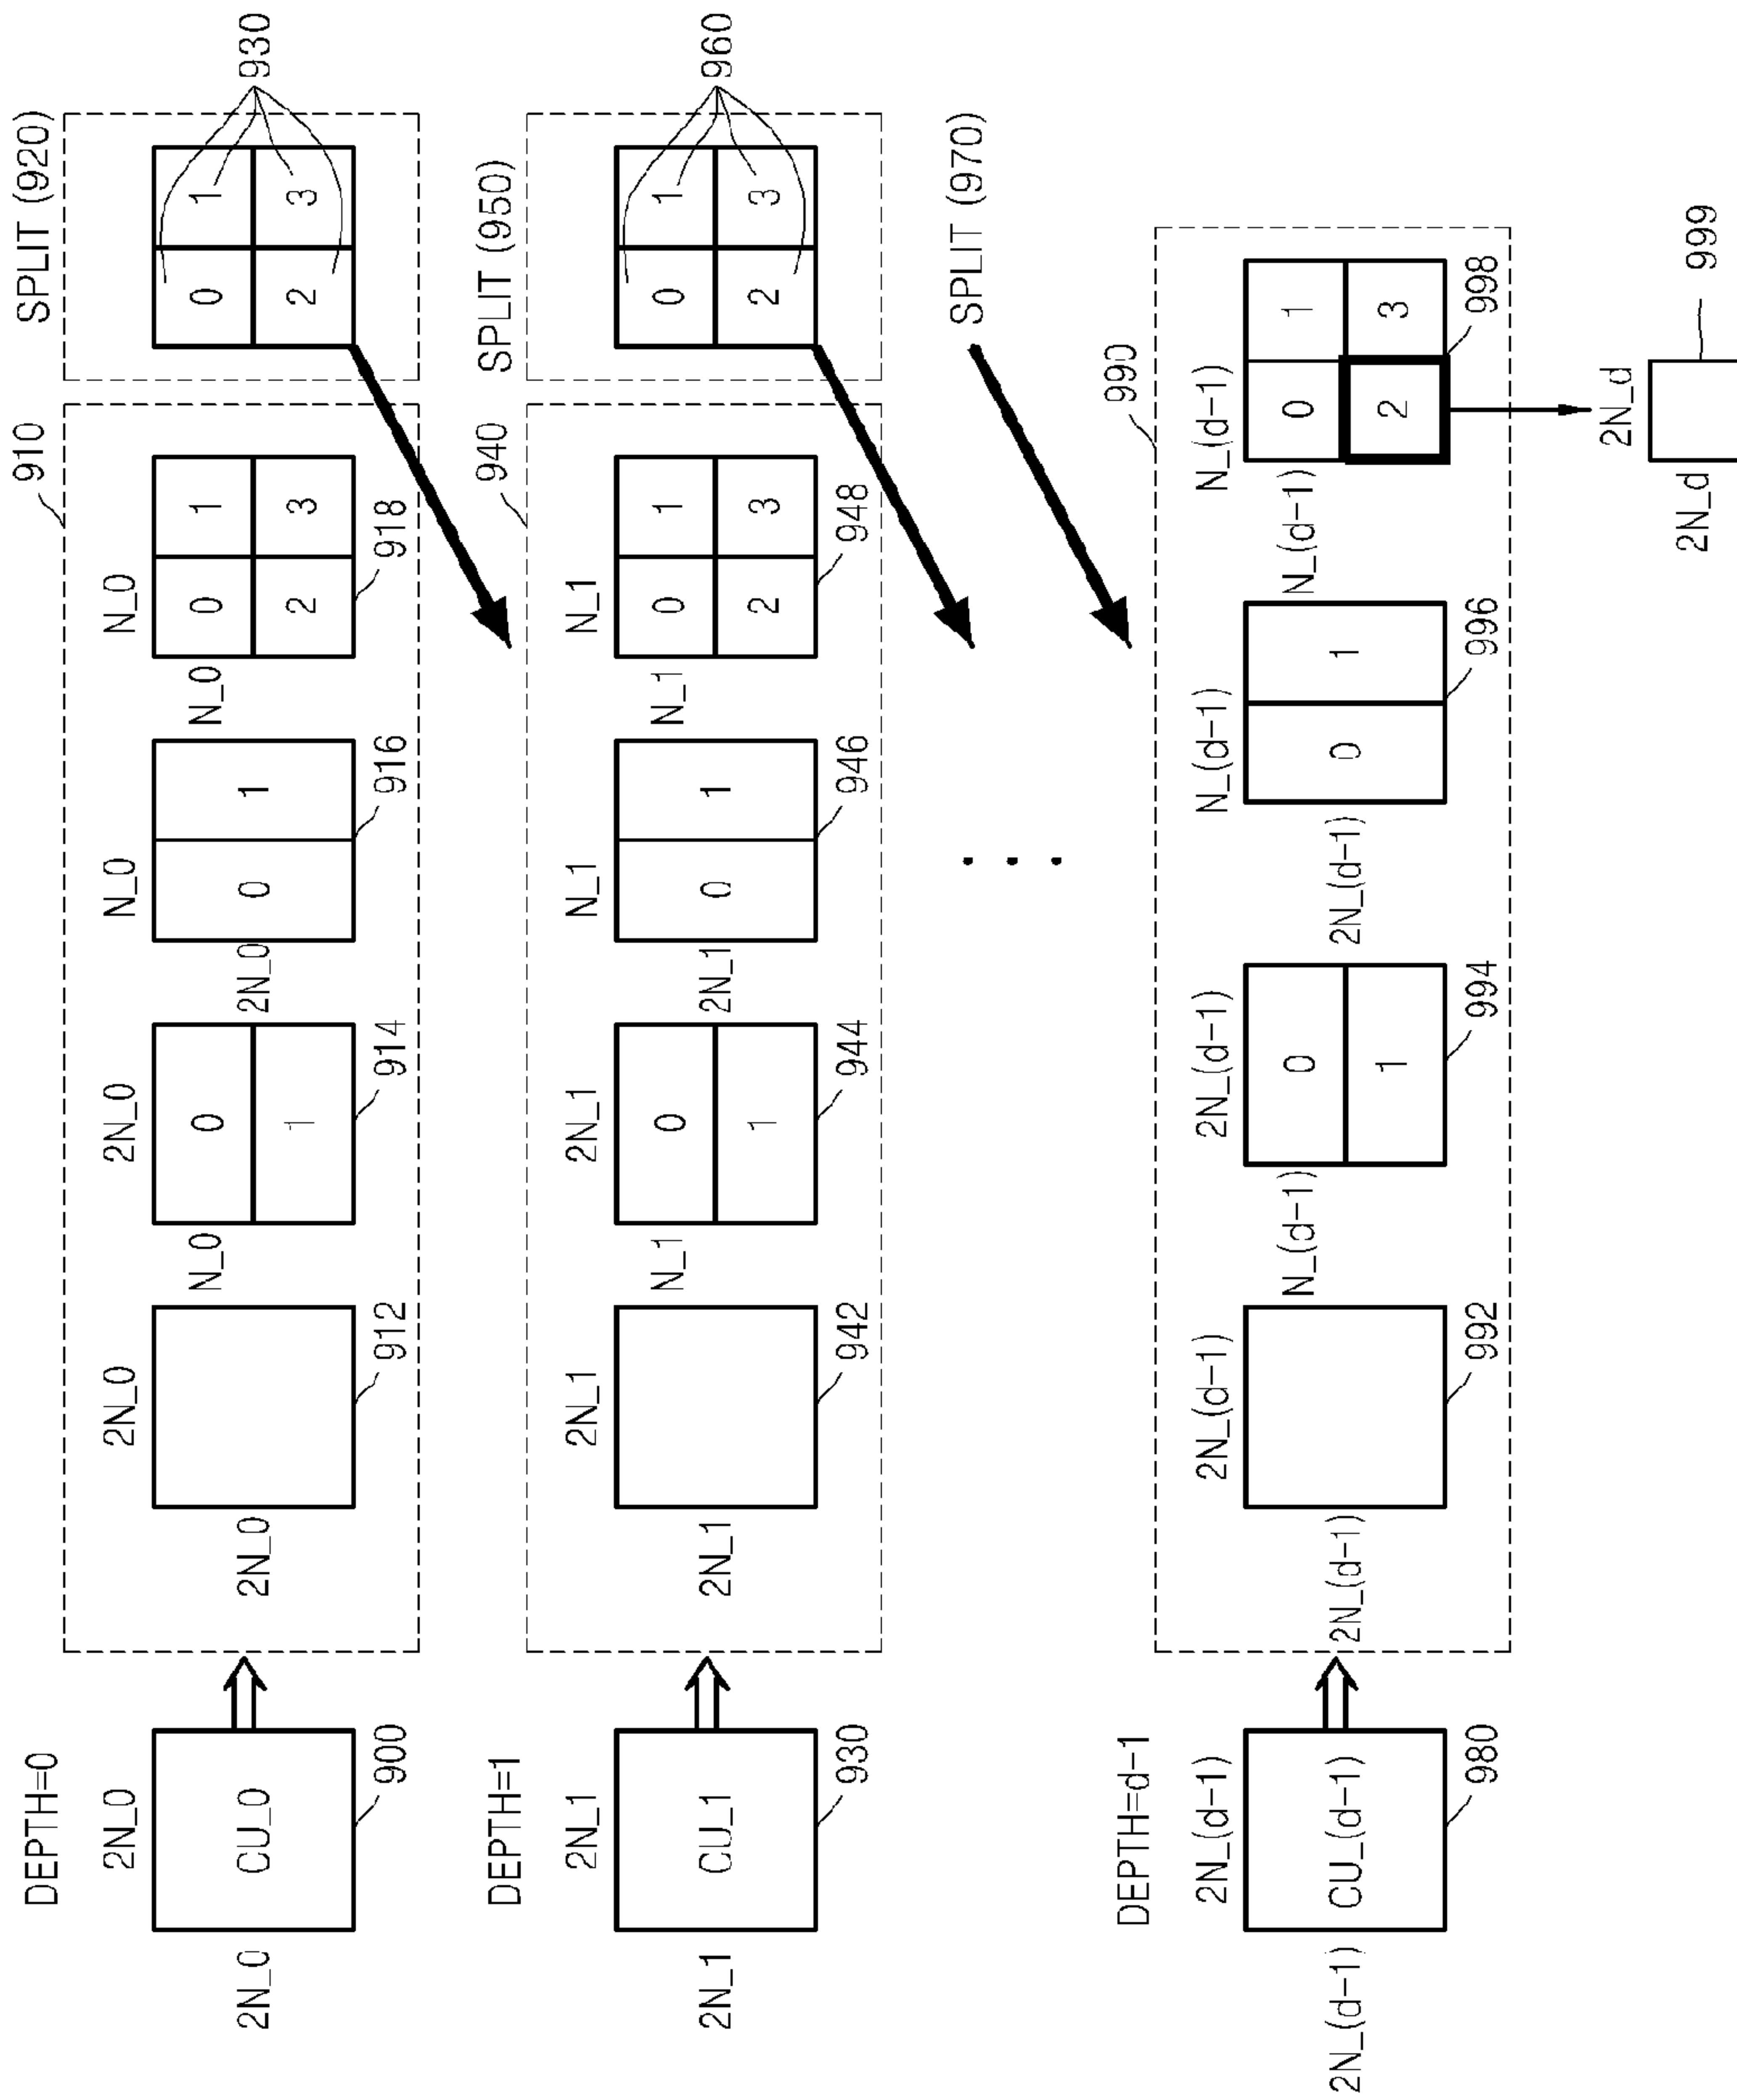 DEPTH=0
2N_0
2N_0
CU_0
900
910
2N_0
2N_0
912
2N_0
N_0
0
1
914
N_0
2N_0
0
1
916
N_0
N_0
0
1
2
3
918
SPLIT (920)
0
1
2
3
930
DEPTH=1
2N_1
2N_1
CU_1
930
940
2N_1
2N_1
942
2N_1
N_1
0
1
944
N_1
2N_1
0
1
946
N_1
N_1
0
1
2
3
948
SPLIT (950)
0
1
2
3
960
SPLIT (970)
DEPTH=d-1
2N_(d-1)
2N_(d-1)
CU_(d-1)
980
990
2N_(d-1)
2N_(d-1)
992
2N_(d-1)
N_(d-1)
0
1
994
N_(d-1)
2N_(d-1)
0
1
996
N_(d-1)
N_(d-1)
0
1
2
3
998
2N_d
2N_d
999